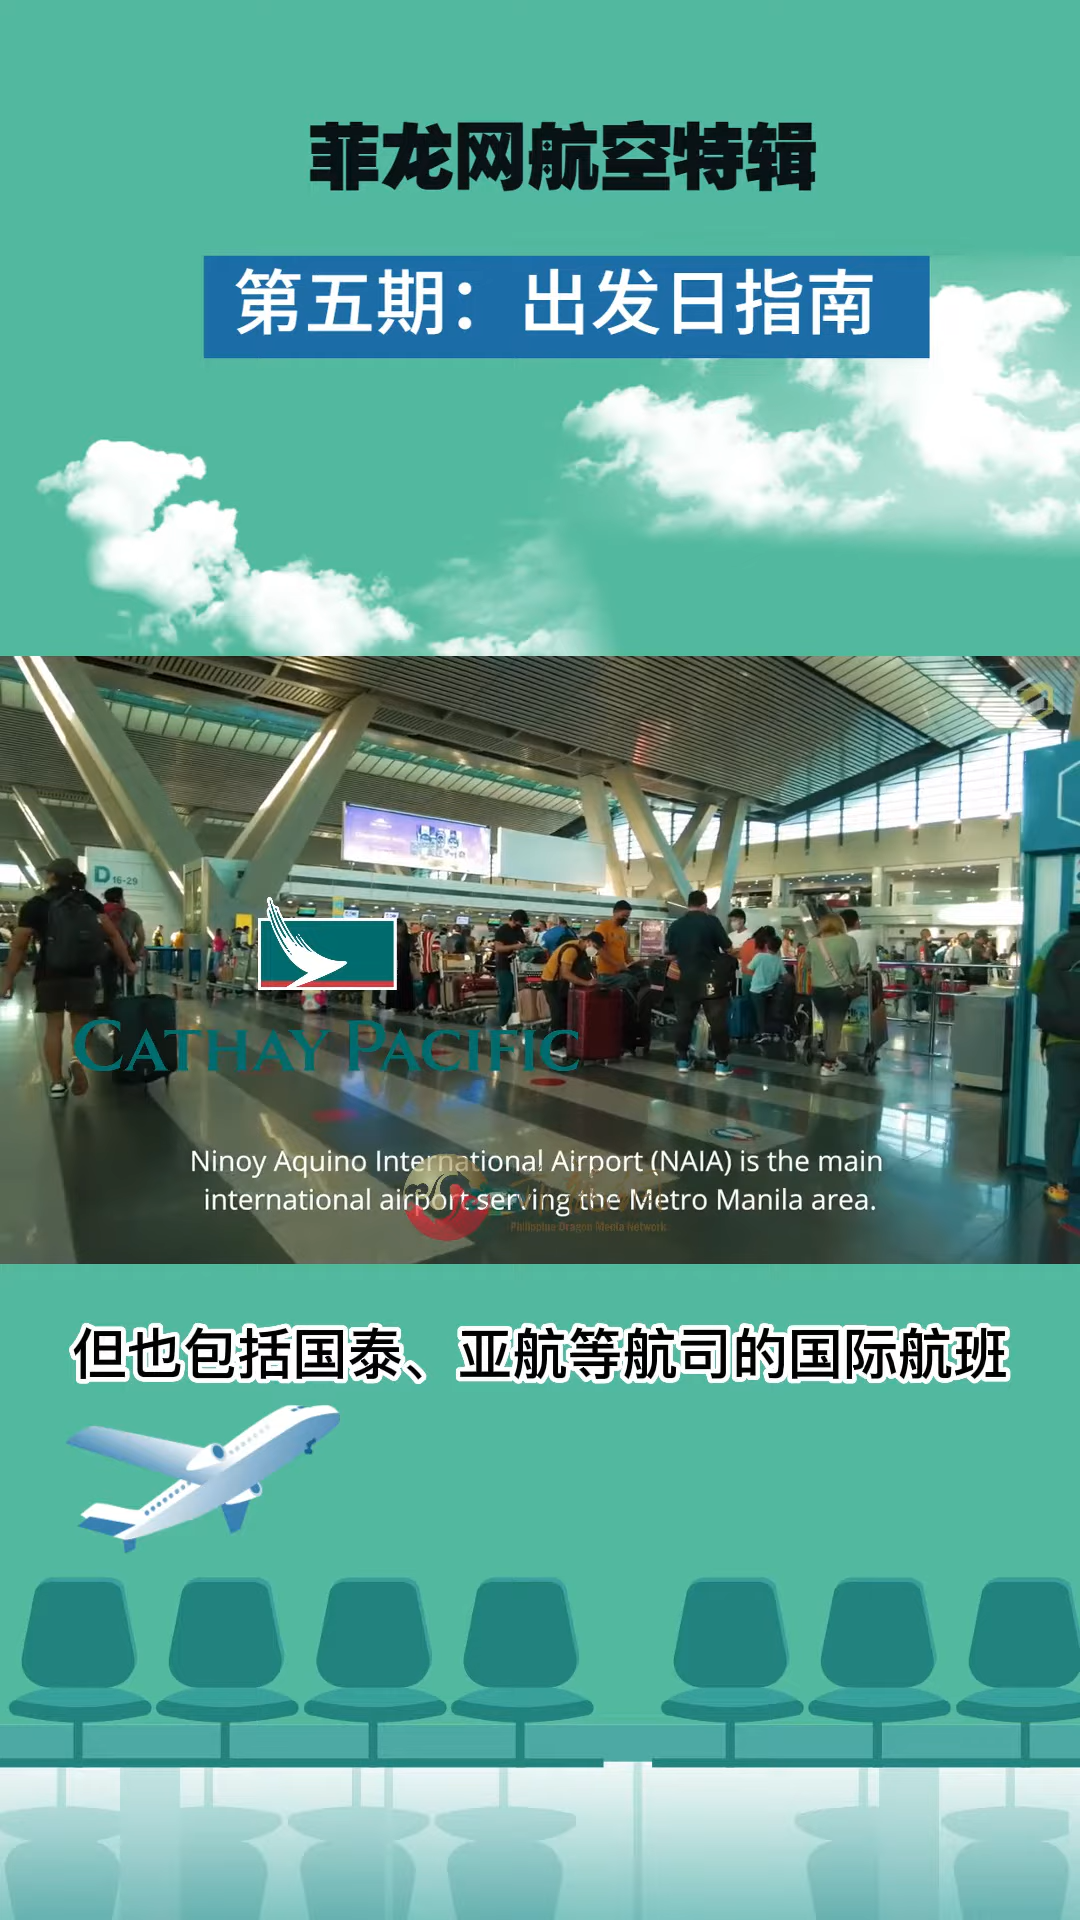 菲龙网航空特辑
第五期：出发日指南
D 16-29
CATHAY PACIFIC
Ninoy Aquino International Airport (NAIA) is the main
international airport serving the Metro Manila area.
Philippine Dragon Media Network
但也包括国泰、亚航等航司的国际航班